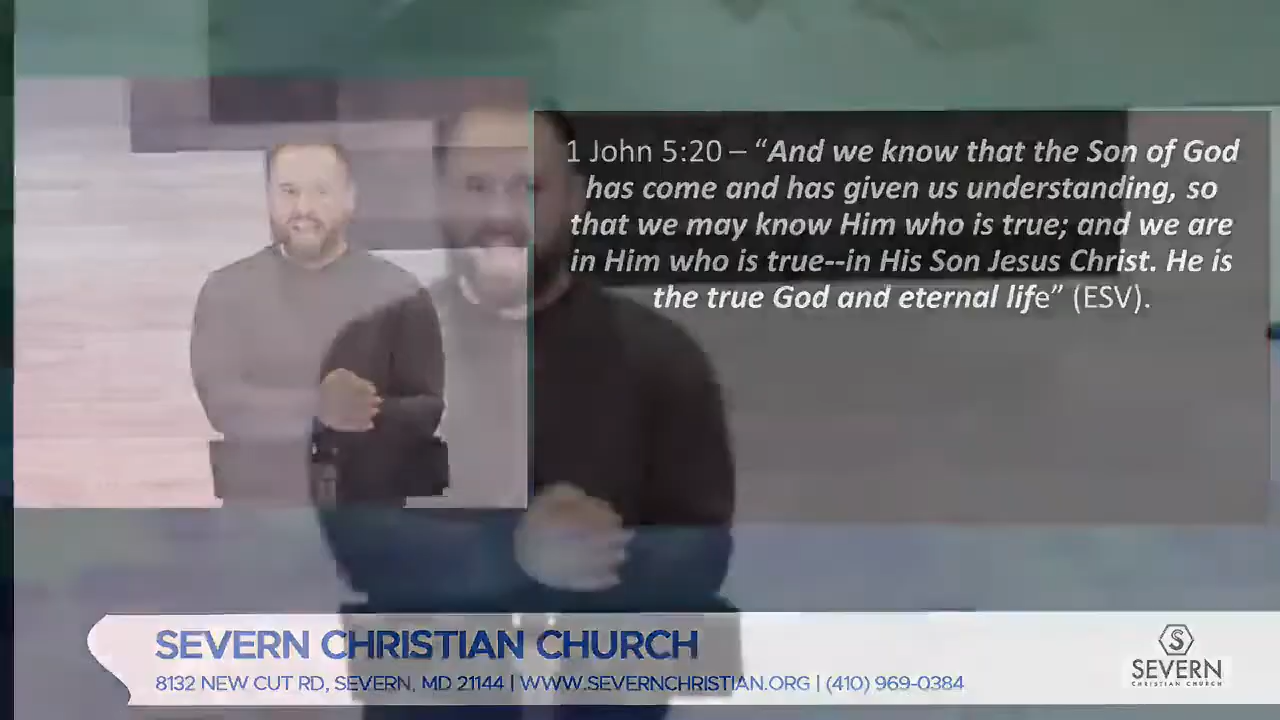 1 John 5:20 – “And we know that the Son of God
has come and has given us understanding, so
that we may know Him who is true; and we are
in Him who is true--in His Son Jesus Christ. He is
the true God and eternal life” (ESV).
SEVERN CHRISTIAN CHURCH
8132 NEW CUT RD, SEVERN, MD 21144 | WWW.SEVERNCHRISTIAN.ORG | (410) 969-0384
S
SEVERN
CHRISTIAN CHURCH